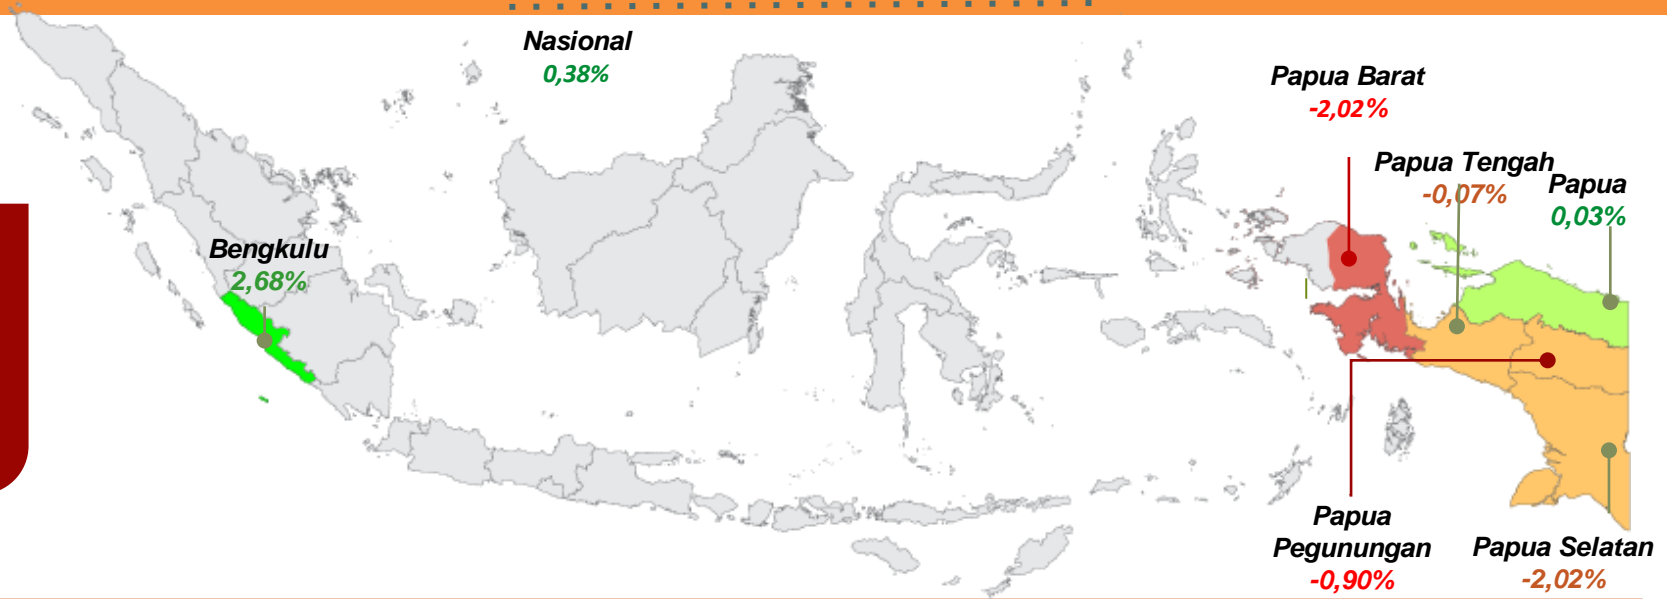 Nasional
0,38%
Papua Barat
-2,02%
Papua Tengah
-0,07%
Papua
0,03%
Bengkulu
2,68%
Papua
Pegunungan
-0,90%
Papua Selatan
-2,02%